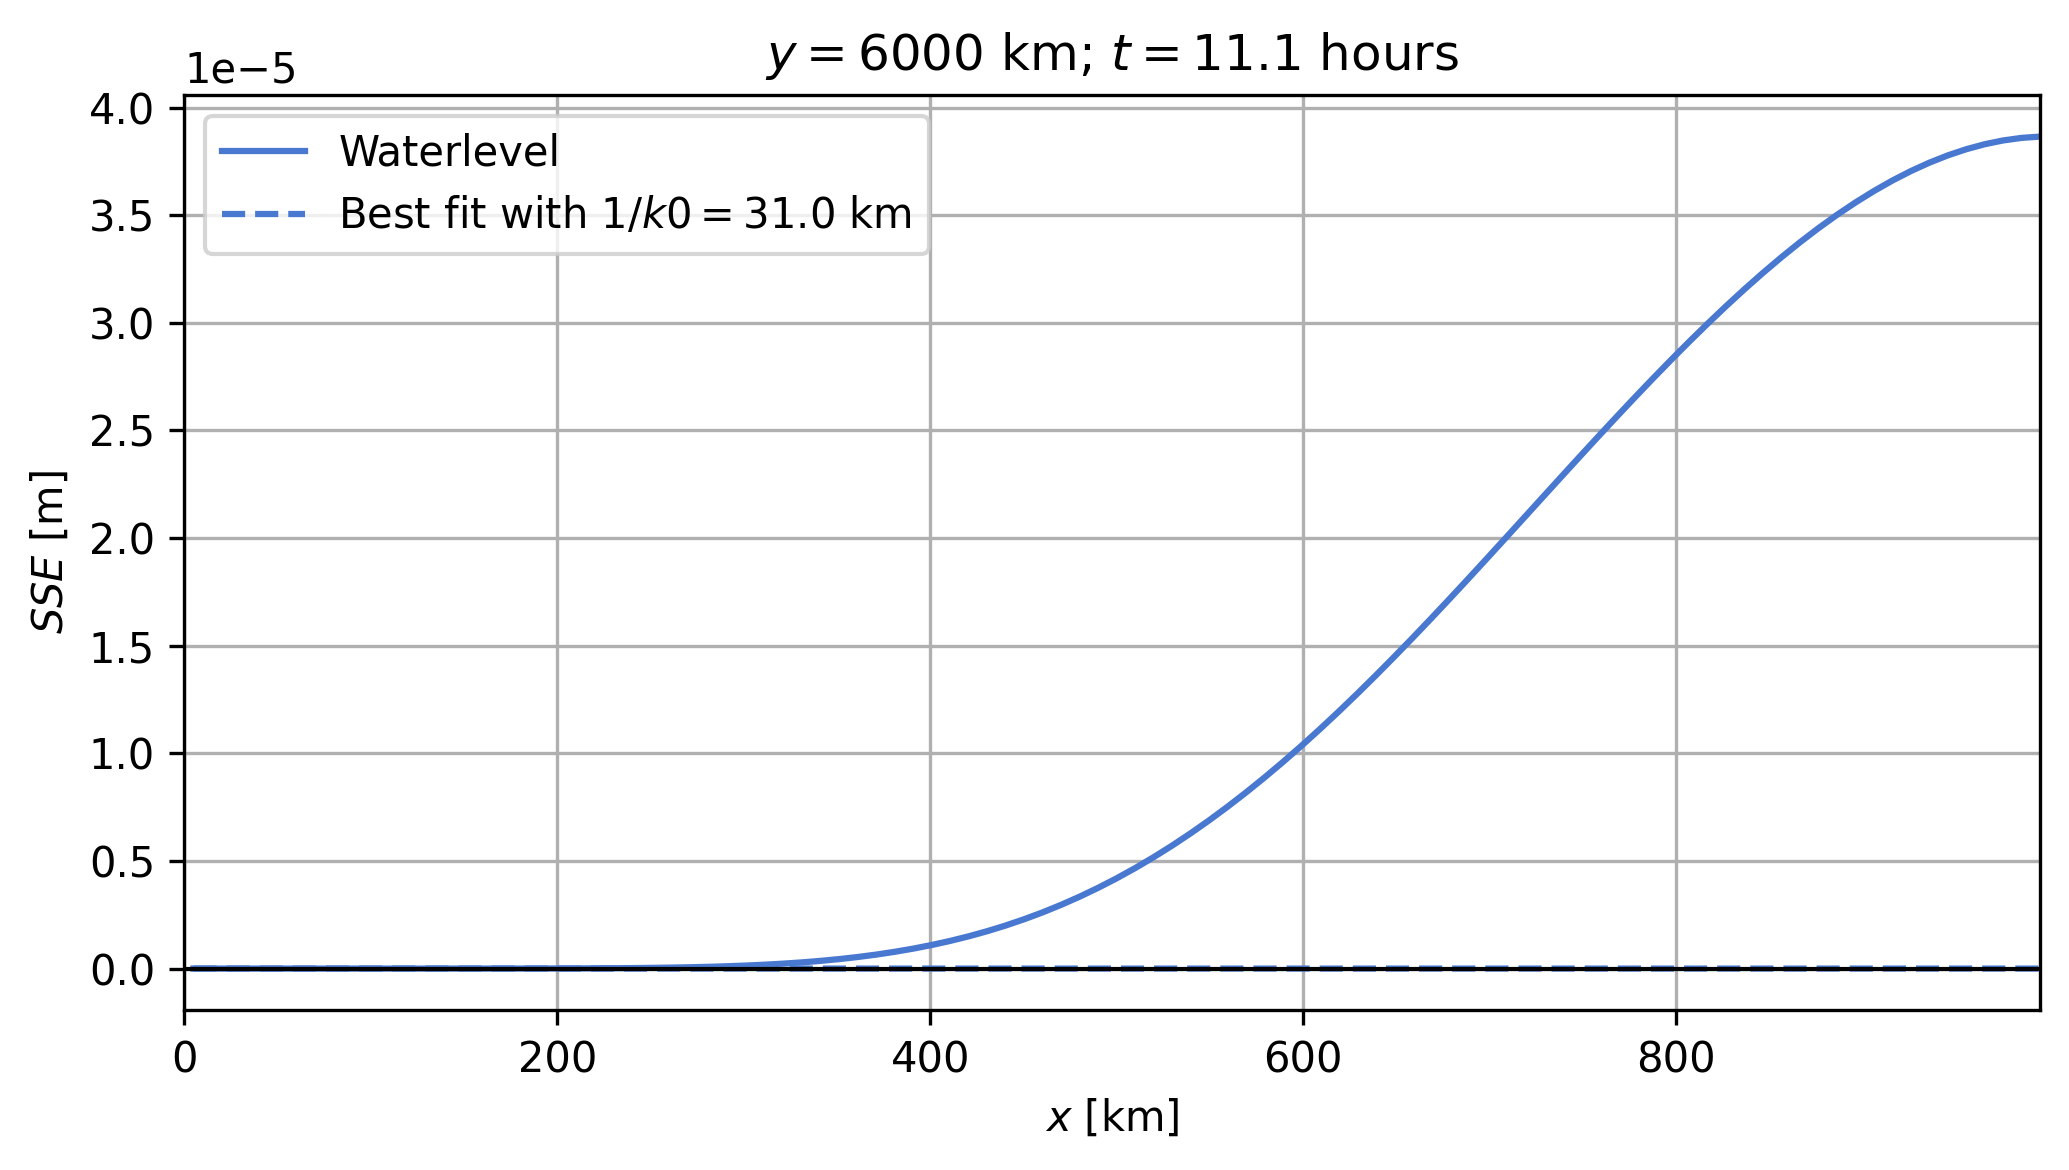 y = 6000 km; t = 11.1 hours
1e−5
4.0
3.5
3.0
2.5
2.0
1.5
1.0
0.5
0.0
SSE [m]
Waterlevel
Best fit with 1/k0 = 31.0 km
0 200 400 600 800
x [km]